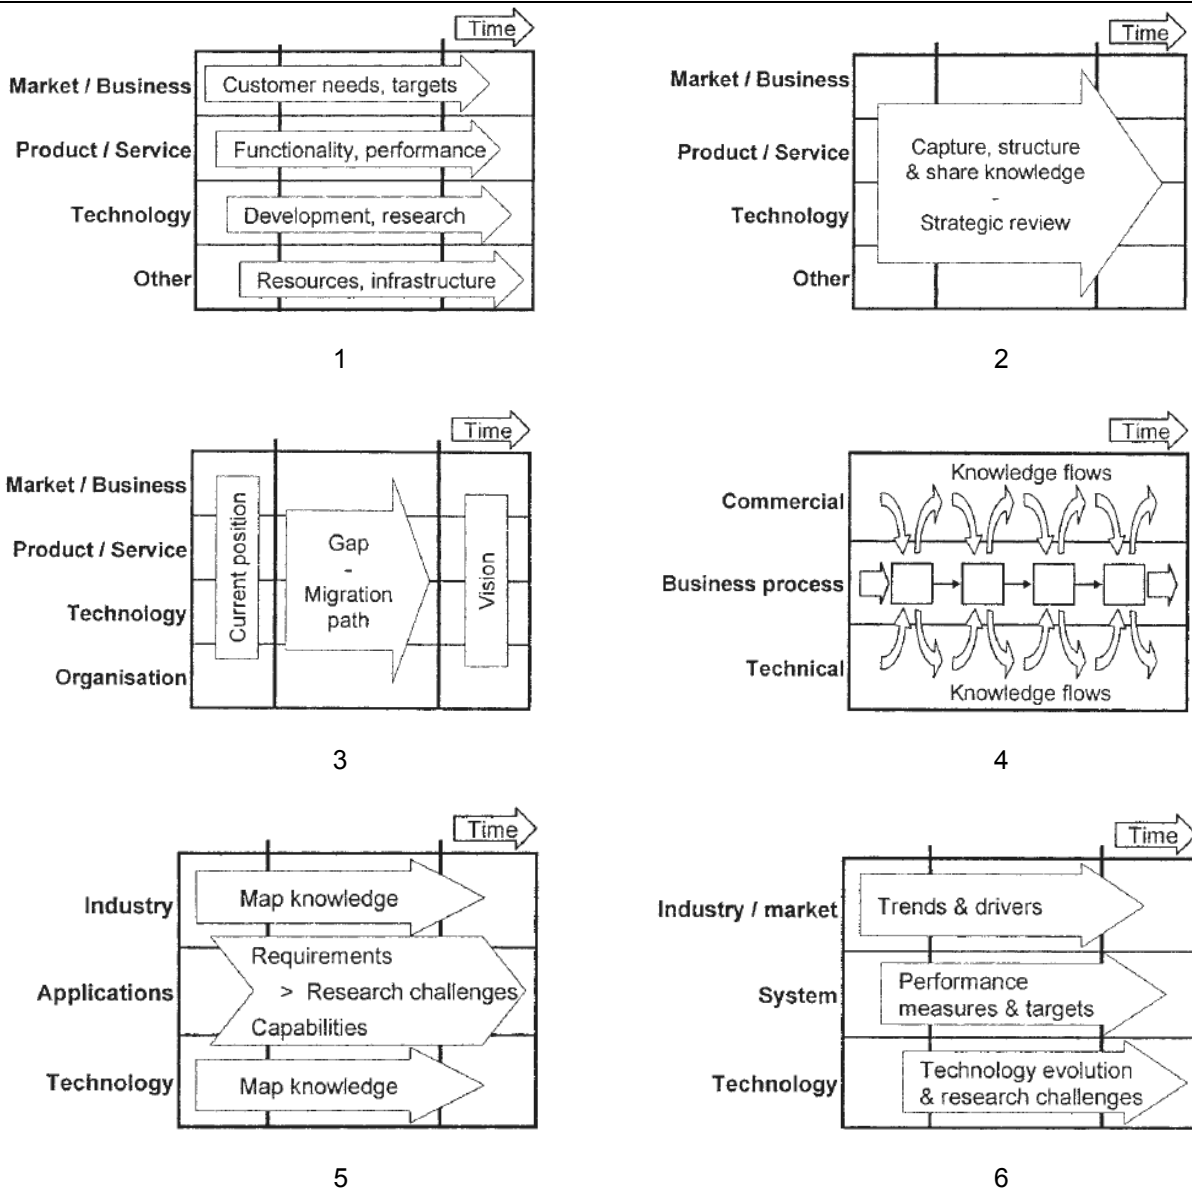 Time
Market / Business
Customer needs, targets
Product / Service
Functionality, performance
Technology
Development, research
Other
Resources, infrastructure
1
Time
Market / Business
Product / Service
Technology
Other
Capture, structure
& share knowledge
-
Strategic review
2
Time
Market / Business
Product / Service
Technology
Organisation
Current position
Gap
-
Migration
path
Vision
3
Time
Commercial
Knowledge flows
Business process
Technical
Knowledge flows
4
Time
Industry
Map knowledge
Applications
Requirements
> Research challenges
Capabilities
Technology
Map knowledge
5
Time
Industry / market
Trends & drivers
System
Performance
measures & targets
Technology
Technology evolution
& research challenges
6